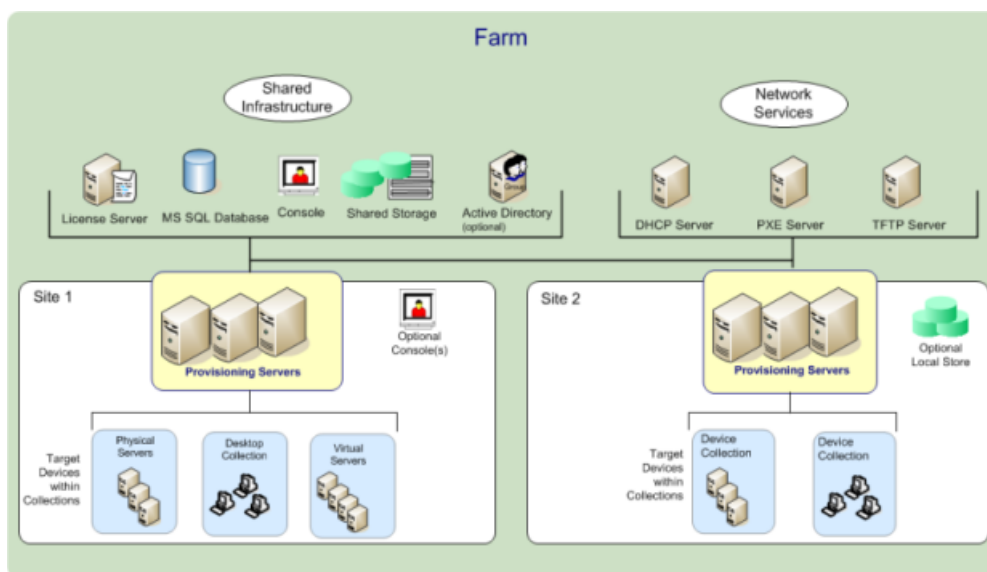 Farm
Shared
Infrastructure
Network
Services
License Server
MS SQL Database
Console
Shared Storage
Group
Active Directory
(optional)
DHCP Server
PXE Server
TFTP Server
Site 1
Provisioning Servers
Optional
Console(s)
Target
Devices
within
Collections
Physical
Servers
Desktop
Collection
Virtual
Servers
Site 2
Provisioning Servers
Optional
Local Store
Target
Devices
within
Collections
Device
Collection
Device
Collection